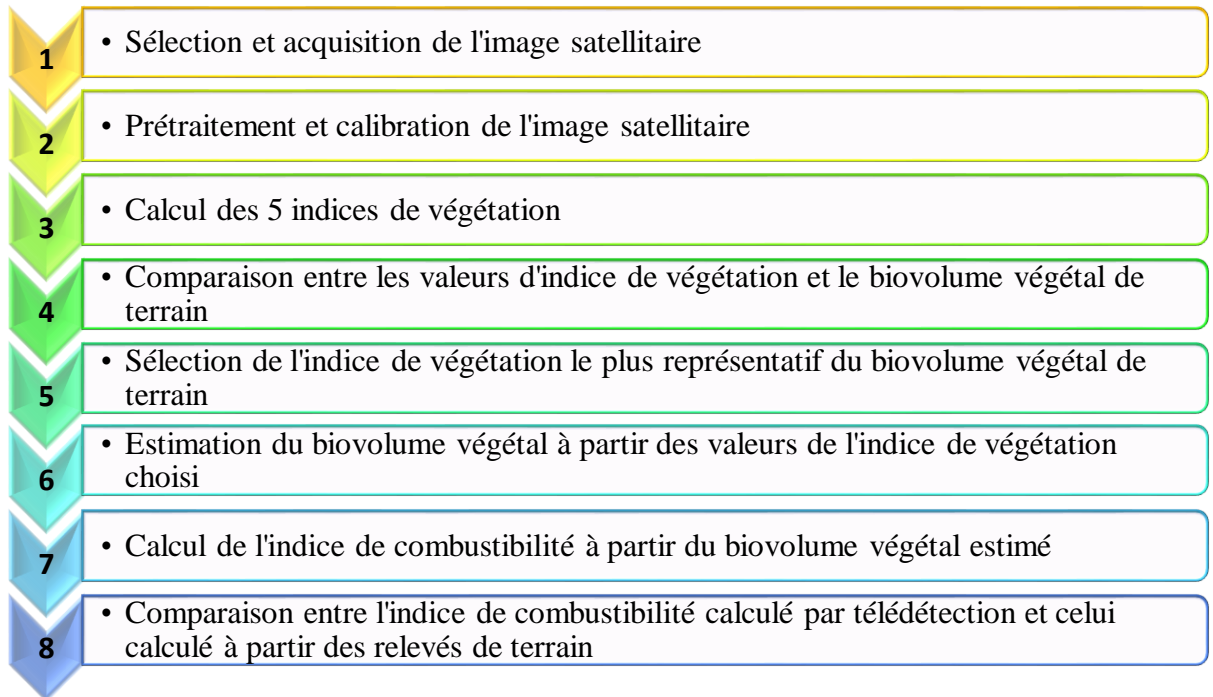 1
• Sélection et acquisition de l'image satellitaire
2
• Prétraitement et calibration de l'image satellitaire
3
• Calcul des 5 indices de végétation
4
• Comparaison entre les valeurs d'indice de végétation et le biovolume végétal de
terrain
5
• Sélection de l'indice de végétation le plus représentatif du biovolume végétal de
terrain
6
• Estimation du biovolume végétal à partir des valeurs de l'indice de végétation
choisi
7
• Calcul de l'indice de combustibilité à partir du biovolume végétal estimé
8
• Comparaison entre l'indice de combustibilité calculé par télédétection et celui
calculé à partir des relevés de terrain